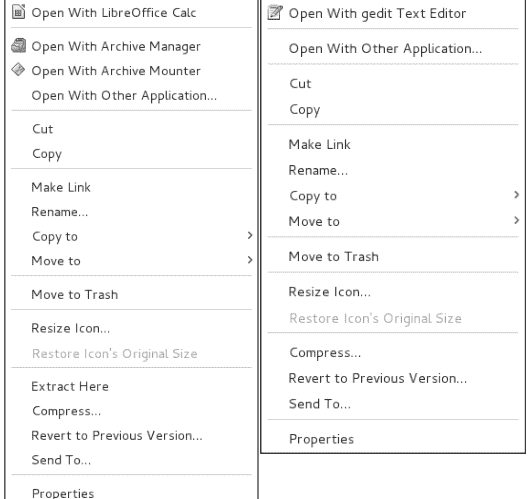 Open With LibreOffice Calc
Open With Archive Manager
Open With Archive Mounter
Open With Other Application...
Cut
Copy
Make Link
Rename...
Copy to
Move to
Move to Trash
Resize Icon...
Restore Icon's Original Size
Extract Here
Compress...
Revert to Previous Version...
Send To...
Properties
Open With gedit Text Editor
Open With Other Application...
Cut
Copy
Make Link
Rename...
Copy to
Move to
Move to Trash
Resize Icon...
Restore Icon's Original Size
Compress...
Revert to Previous Version...
Send To...
Properties